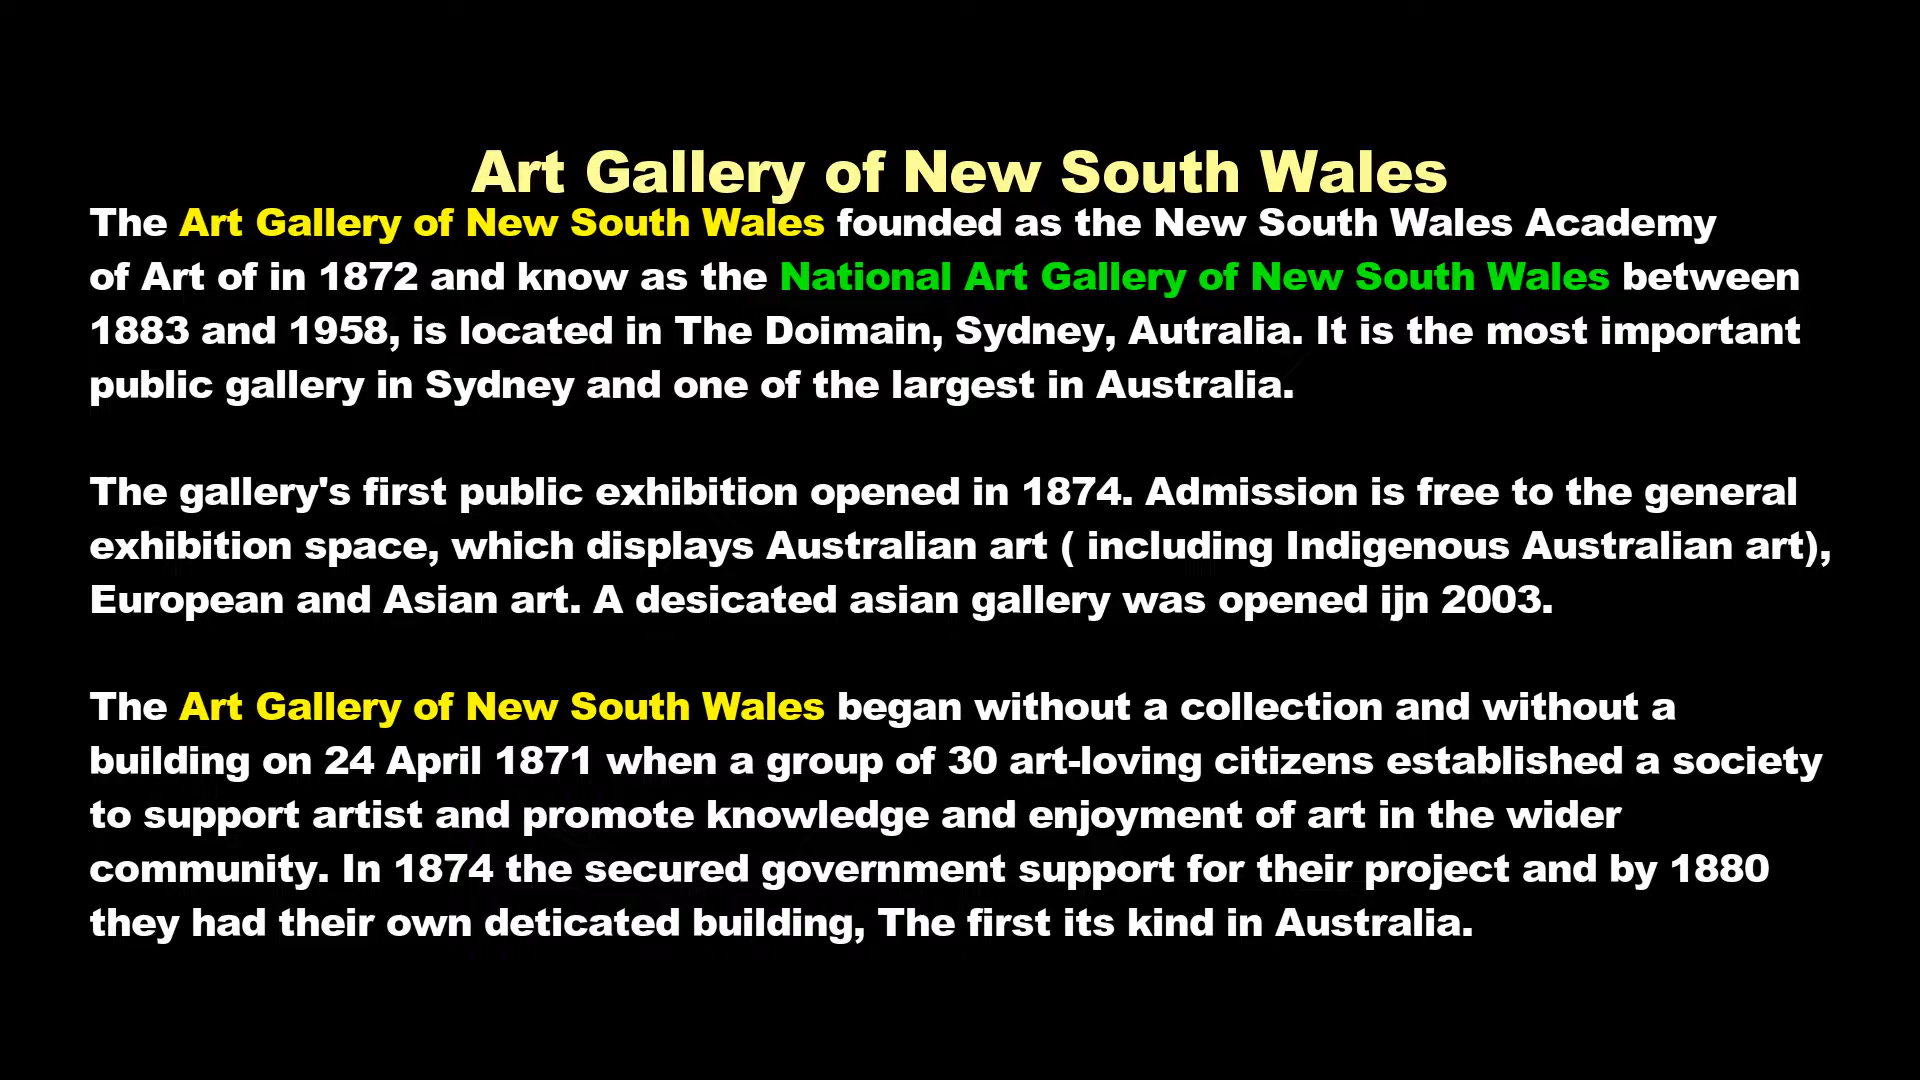 Art Gallery of New South Wales
The Art Gallery of New South Wales founded as the New South Wales Academy
of Art of in 1872 and know as the National Art Gallery of New South Wales between
1883 and 1958, is located in The Doimain, Sydney, Autralia. It is the most important
public gallery in Sydney and one of the largest in Australia.
The gallery's first public exhibition opened in 1874. Admission is free to the general
exhibition space, which displays Australian art ( including Indigenous Australian art),
European and Asian art. A desicated asian gallery was opened ijn 2003.
The Art Gallery of New South Wales began without a collection and without a
building on 24 April 1871 when a group of 30 art-loving citizens established a society
to support artist and promote knowledge and enjoyment of art in the wider
community. In 1874 the secured government support for their project and by 1880
they had their own deticated building, The first its kind in Australia.